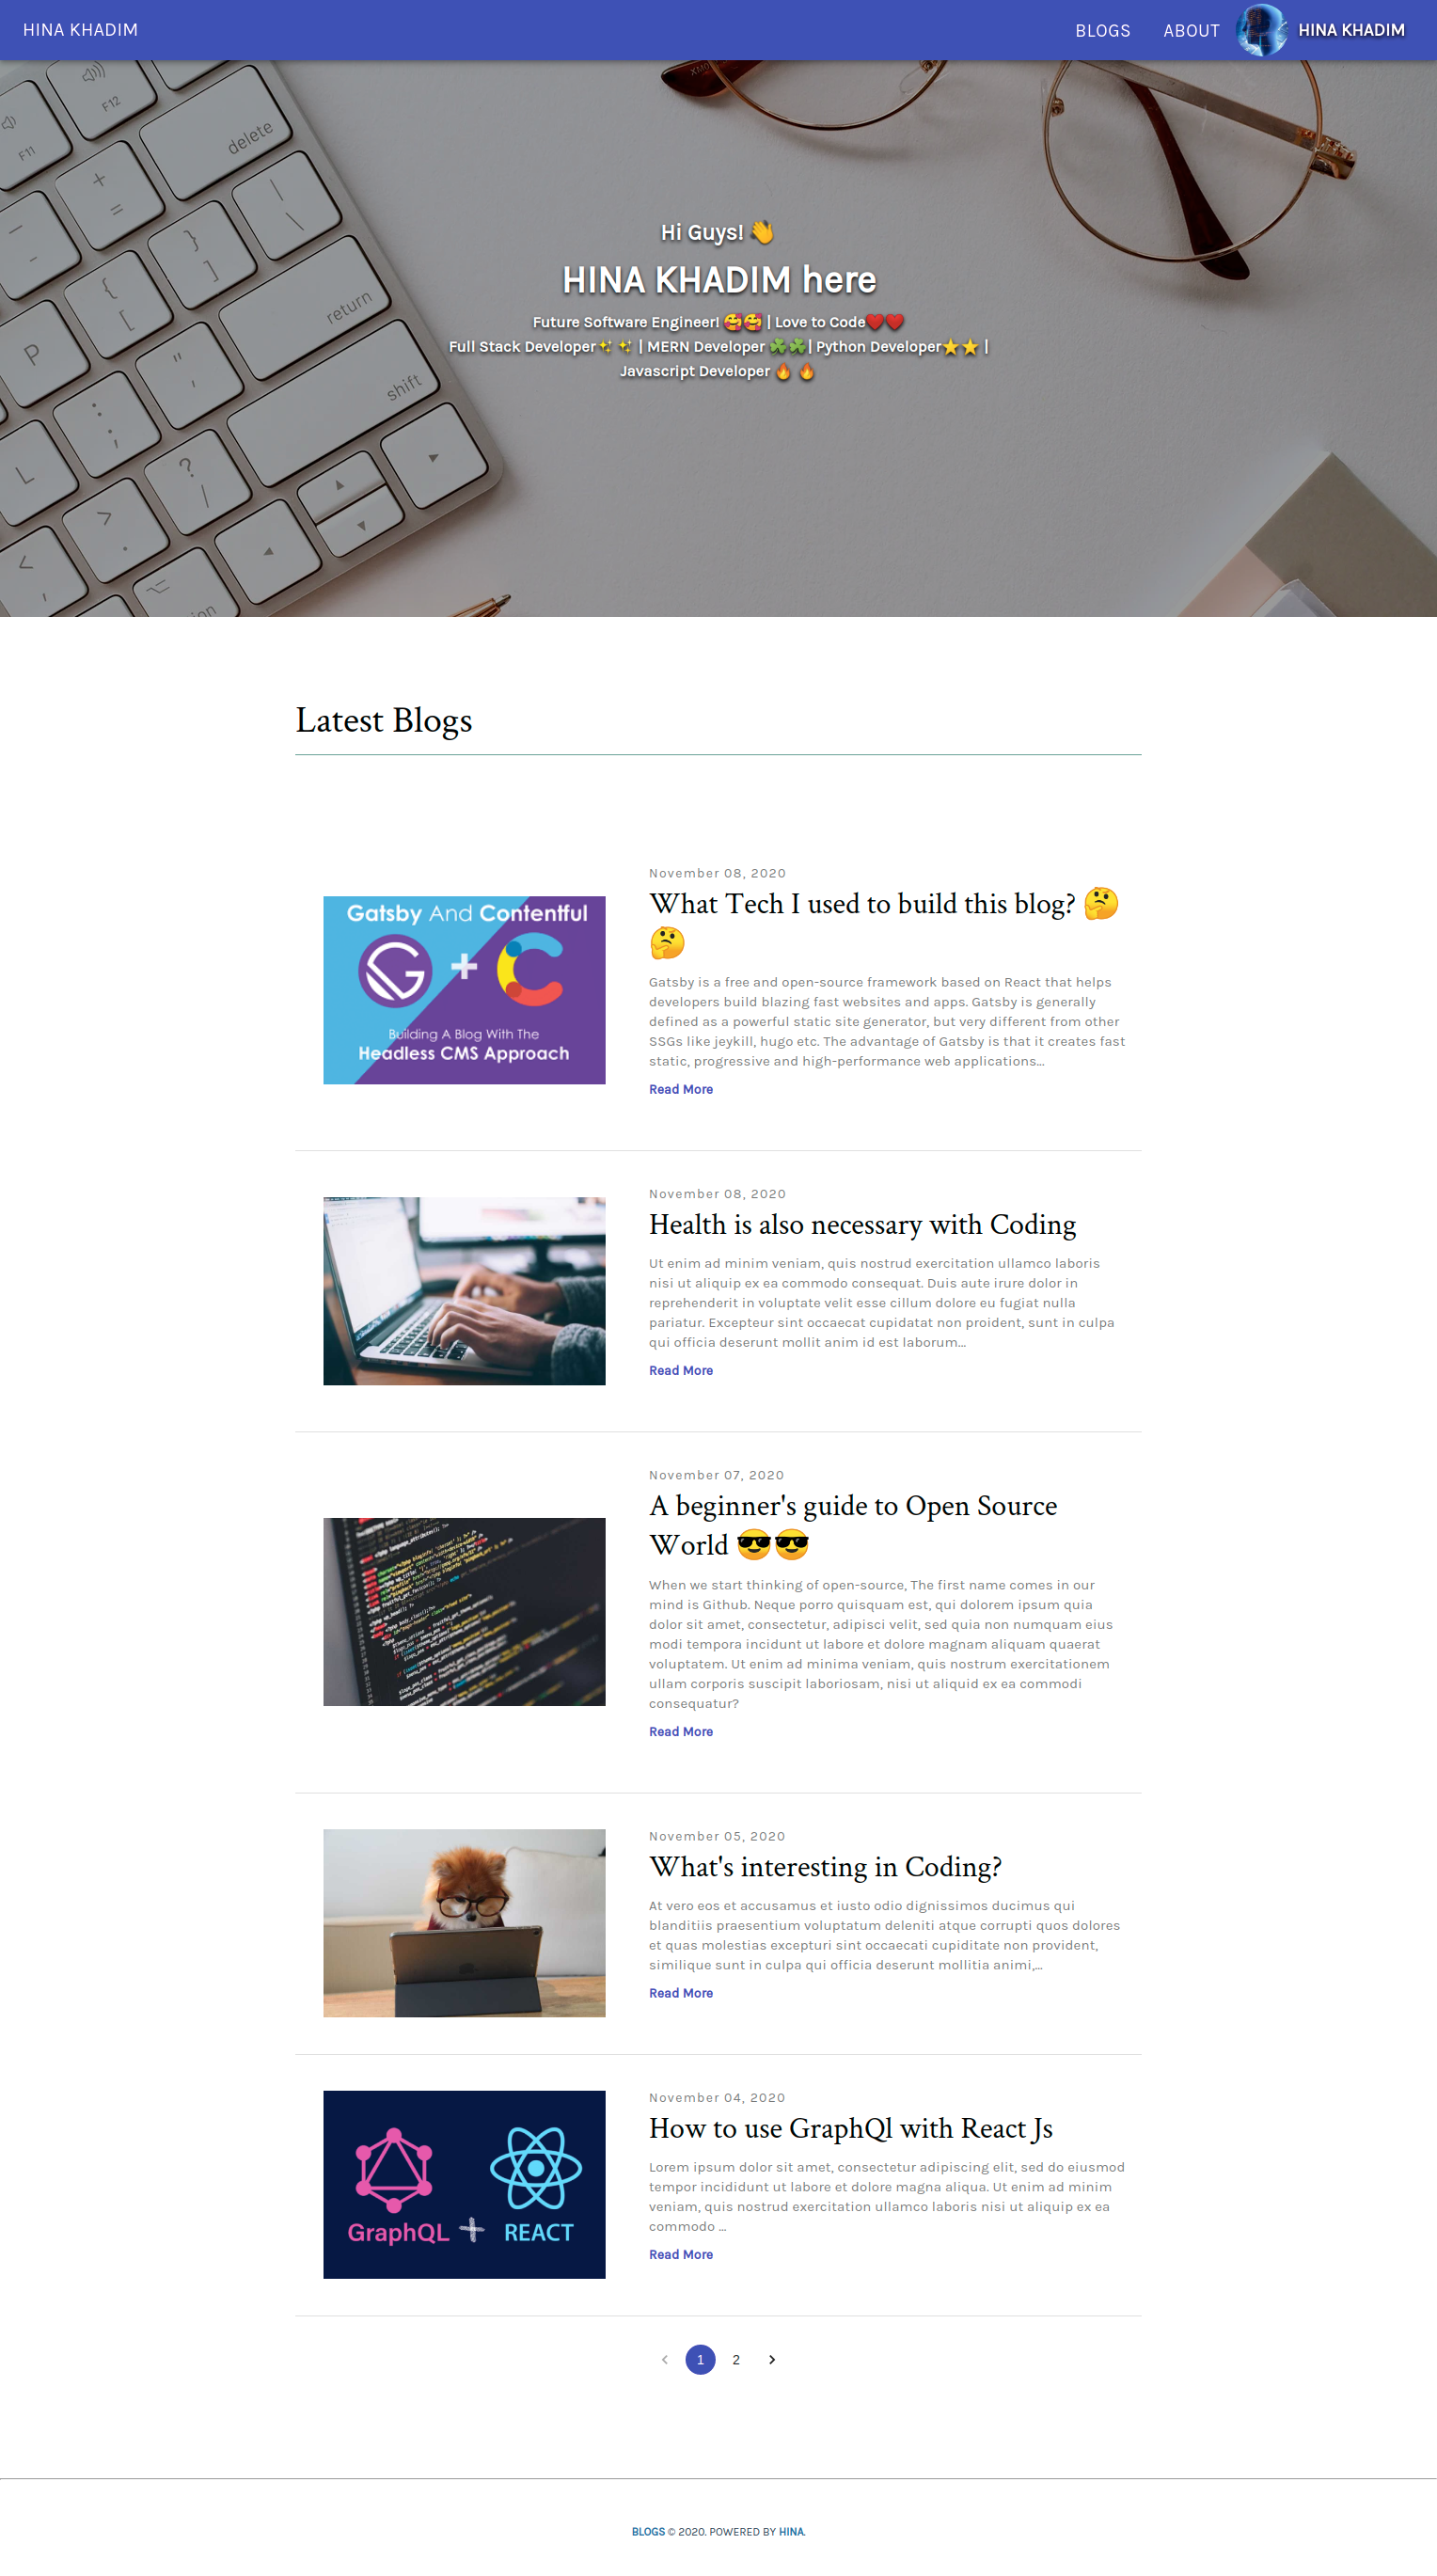 HINA KHADIM
BLOGS
ABOUT
HINA KHADIM
F11
F12
delete
+
=
|
\
_
-
{
[
}
]
return
P
:
;
"
'
shift
L
?
/
>
.
<
,
Hi Guys! 👋
HINA KHADIM here
Future Software Engineer! 🥰🥰 | Love to Code❤️❤️
Full Stack Developer✨✨ | MERN Developer ☘️☘️| Python Developer⭐⭐ |
Javascript Developer 🔥 🔥
Latest Blogs
Gatsby And Contentful
G + C
Building A Blog With The
Headless CMS Approach
November 08, 2020
What Tech I used to build this blog? 🤔
🤔
Gatsby is a free and open-source framework based on React that helps
developers build blazing fast websites and apps. Gatsby is generally
defined as a powerful static site generator, but very different from other
SSGs like jeykill, hugo etc. The advantage of Gatsby is that it creates fast
static, progressive and high-performance web applications...
Read More
November 08, 2020
Health is also necessary with Coding
Ut enim ad minim veniam, quis nostrud exercitation ullamco laboris
nisi ut aliquip ex ea commodo consequat. Duis aute irure dolor in
reprehenderit in voluptate velit esse cillum dolore eu fugiat nulla
pariatur. Excepteur sint occaecat cupidatat non proident, sunt in culpa
qui officia deserunt mollit anim id est laborum...
Read More
November 07, 2020
A beginner's guide to Open Source
World 😎😎
When we start thinking of open-source, The first name comes in our
mind is Github. Neque porro quisquam est, qui dolorem ipsum quia
dolor sit amet, consectetur, adipisci velit, sed quia non numquam eius
modi tempora incidunt ut labore et dolore magnam aliquam quaerat
voluptatem. Ut enim ad minima veniam, quis nostrum exercitationem
ullam corporis suscipit laboriosam, nisi ut aliquid ex ea commodi
consequatur?
Read More
November 05, 2020
What's interesting in Coding?
At vero eos et accusamus et iusto odio dignissimos ducimus qui
blanditiis praesentium voluptatum deleniti atque corrupti quos dolores
et quas molestias excepturi sint occaecati cupiditate non provident,
similique sunt in culpa qui officia deserunt mollitia animi,...
Read More
GraphQL + REACT
November 04, 2020
How to use GraphQl with React Js
Lorem ipsum dolor sit amet, consectetur adipiscing elit, sed do eiusmod
tempor incididunt ut labore et dolore magna aliqua. Ut enim ad minim
veniam, quis nostrud exercitation ullamco laboris nisi ut aliquip ex ea
commodo ...
Read More
‹ 1 2 ›
BLOGS © 2020. POWERED BY HINA.